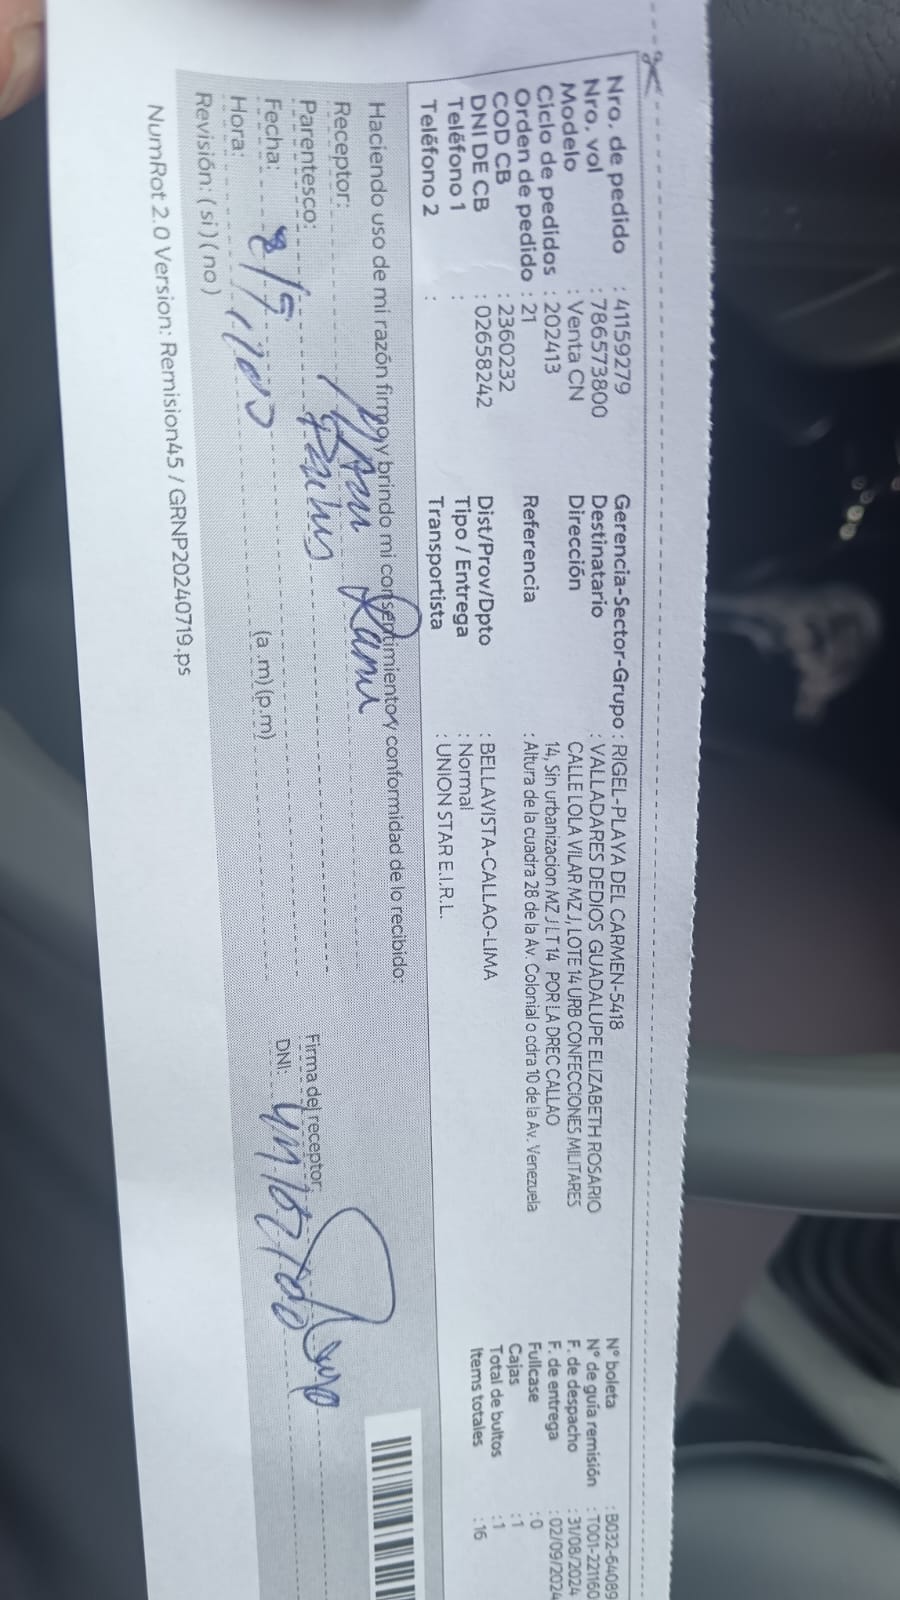 Nro. de pedido : 41159279
Nro. vol : 786573800
Modelo : Venta CN
Ciclo de pedidos : 202413
Orden de pedido : 21
COD CB : 2360232
DNI DE CB : 02658242
Teléfono 1 :
Teléfono 2 :
Gerencia-Sector-Grupo : RIGEL-PLAYA DEL CARMEN-5418
Destinatario : VALLADARES DEDIOS GUADALUPE ELIZABETH ROSARIO
Dirección CALLE LOLA VILAR MZ J, LOTE 14 URB CONFECCIONES MILITARES
14, Sin urbanizacion MZ J LT 14 POR LA DREC CALLAO
Referencia : Altura de la cuadra 28 de la Av. Colonial o cdra 10 de la Av. Venezuela
Dist/Prov/Dpto : BELLAVISTA-CALLAO-LIMA
Tipo / Entrega : Normal
Transportista : UNION STAR E.I.R.L.
N° boleta : B032-64089
N° de guía remisión : T001-221160
F. de despacho : 31/08/2024
F. de entrega : 02/09/2024
Fullcase : 0
Cajas : 1
Total de bultos : 1
Items totales : 16
Haciendo uso de mi razón firmo y brindo mi consentimiento y conformidad de lo recibido:
Receptor:
Parentesco:
Fecha:
Hora: (a .m) (p.m)
Revisión: ( si ) ( no )
Firma del receptor:
DNI:
NumRot 2.0 Version: Remision45 / GRNP20240719.ps